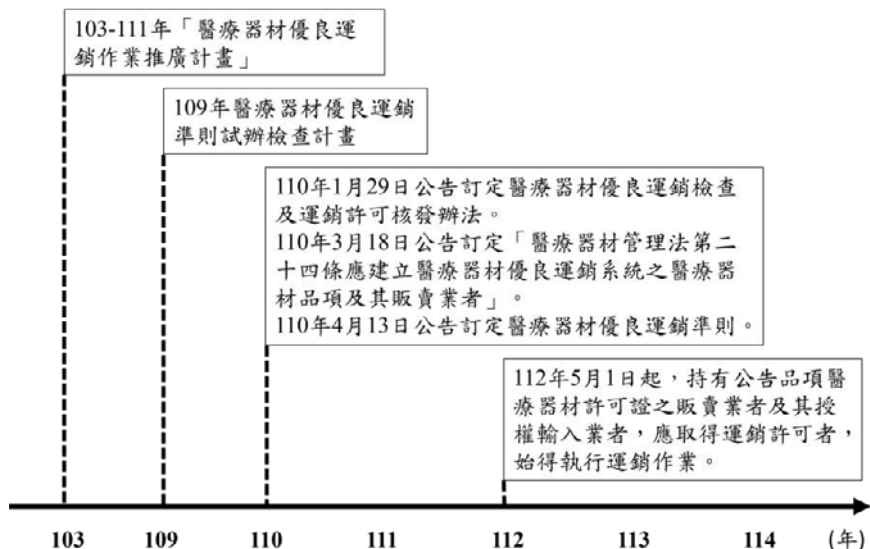 103-111年「醫療器材優良運
銷作業推廣計畫」
109年醫療器材優良運銷
準則試辦檢查計畫
110年1月29日公告訂定醫療器材優良運銷檢查
及運銷許可核發辦法。
110年3月18日公告訂定「醫療器材管理法第二
十四條應建立醫療器材優良運銷系統之醫療器
材品項及其販賣業者」。
110年4月13日公告訂定醫療器材優良運銷準則。
112年5月1日起，持有公告品項醫
療器材許可證之販賣業者及其授
權輸入業者，應取得運銷許可者，
始得執行運銷作業。
103 109 110 111 112 113 114 (年)